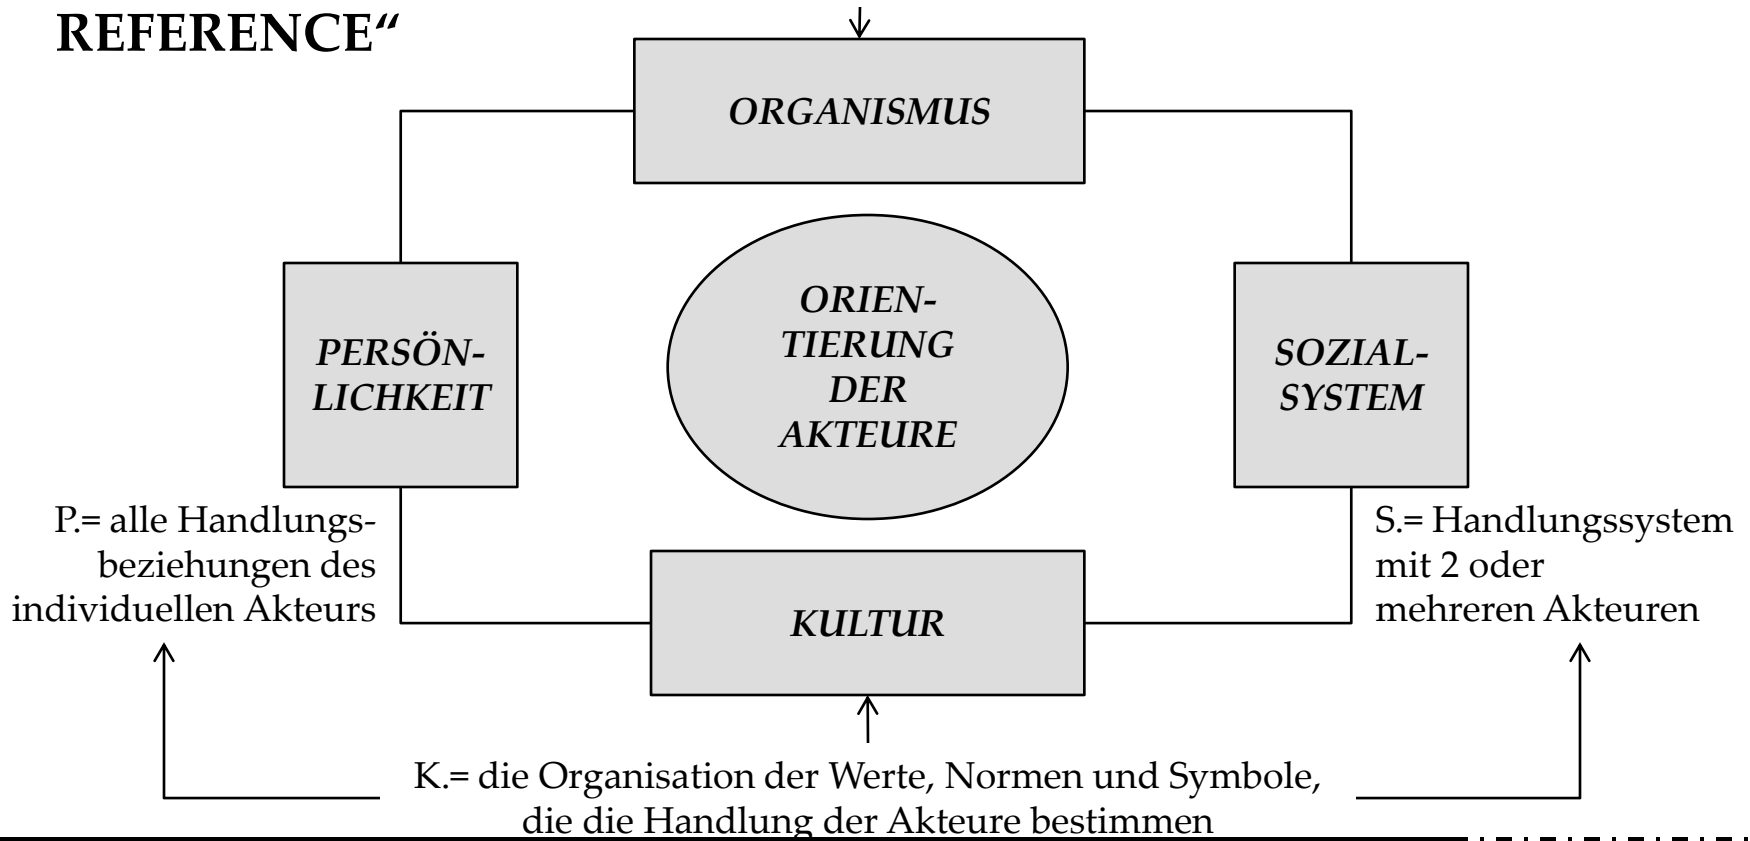 REFERENCE“
ORGANISMUS
ORIEN-
TIERUNG
DER
AKTEURE
PERSÖN-
LICHKEIT
SOZIAL-
SYSTEM
P.= alle Handlungs-
beziehungen des
individuellen Akteurs
S.= Handlungssystem
mit 2 oder
mehreren Akteuren
KULTUR
K.= die Organisation der Werte, Normen und Symbole,
die die Handlung der Akteure bestimmen